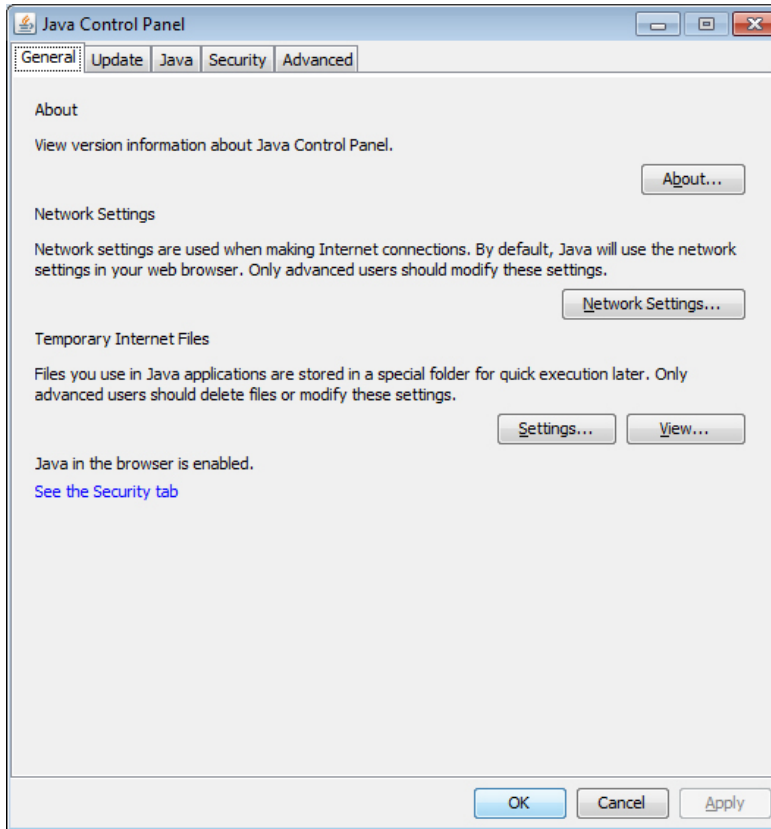 Java Control Panel
General Update Java Security Advanced
About
View version information about Java Control Panel.
About...
Network Settings
Network settings are used when making Internet connections. By default, Java will use the network
settings in your web browser. Only advanced users should modify these settings.
Network Settings...
Temporary Internet Files
Files you use in Java applications are stored in a special folder for quick execution later. Only
advanced users should delete files or modify these settings.
Settings... View...
Java in the browser is enabled.
See the Security tab
OK Cancel Apply